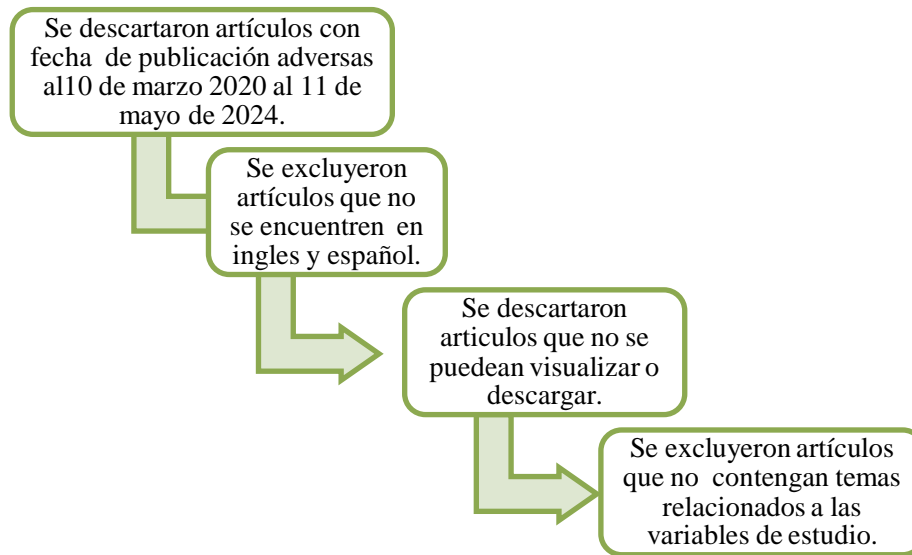 Se descartaron artículos con
fecha de publicación adversas
al10 de marzo 2020 al 11 de
mayo de 2024.
Se excluyeron
artículos que no
se encuentren en
ingles y español.
Se descartaron
articulos que no se
puedean visualizar o
descargar.
Se excluyeron artículos
que no contengan temas
relacionados a las
variables de estudio.